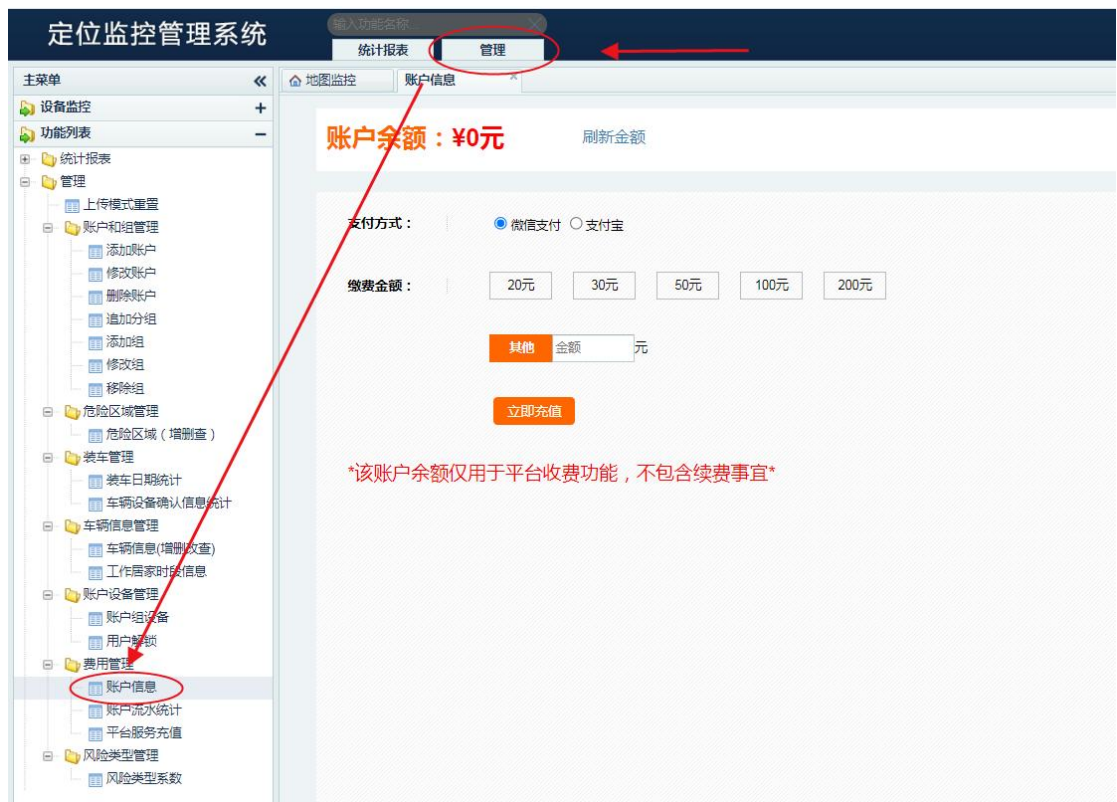 定位监控管理系统
输入功能名称...
统计报表 管理
主菜单
地图监控 账户信息
设备监控
功能列表
统计报表
管理
上传模式重置
账户和组管理
添加账户
修改账户
删除账户
追加分组
添加组
修改组
移除组
危险区域管理
危险区域（增删查）
装车管理
装车日期统计
车辆设备确认信息统计
车辆信息管理
车辆信息(增删改查)
工作居家时段信息
账户设备管理
账户组设备
用户解锁
费用管理
账户信息
账户流水统计
平台服务充值
风险类型管理
风险类型系数
账户余额：¥0元 刷新金额
支付方式： 微信支付 支付宝
缴费金额： 20元 30元 50元 100元 200元
其他 金额 元
立即充值
*该账户余额仅用于平台收费功能，不包含续费事宜*